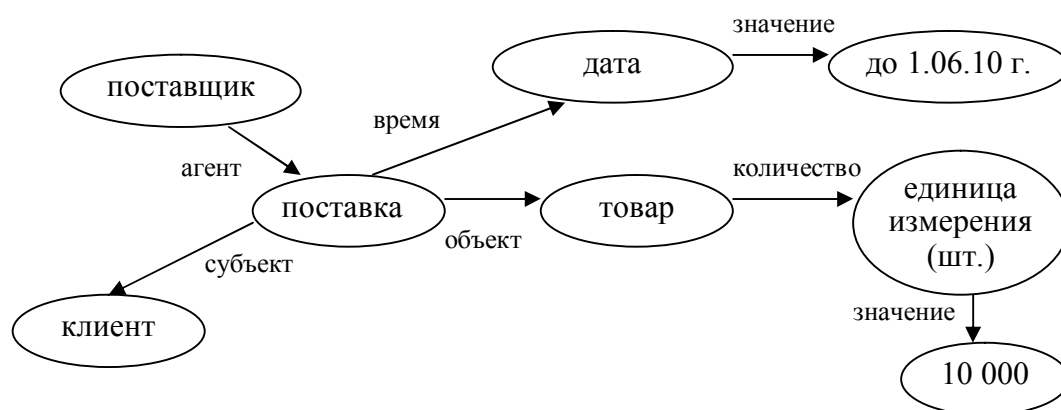 значение
дата
до 1.06.10 г.
поставщик
время
агент
количество
единица
измерения
(шт.)
поставка
товар
объект
субъект
клиент
значение
10 000